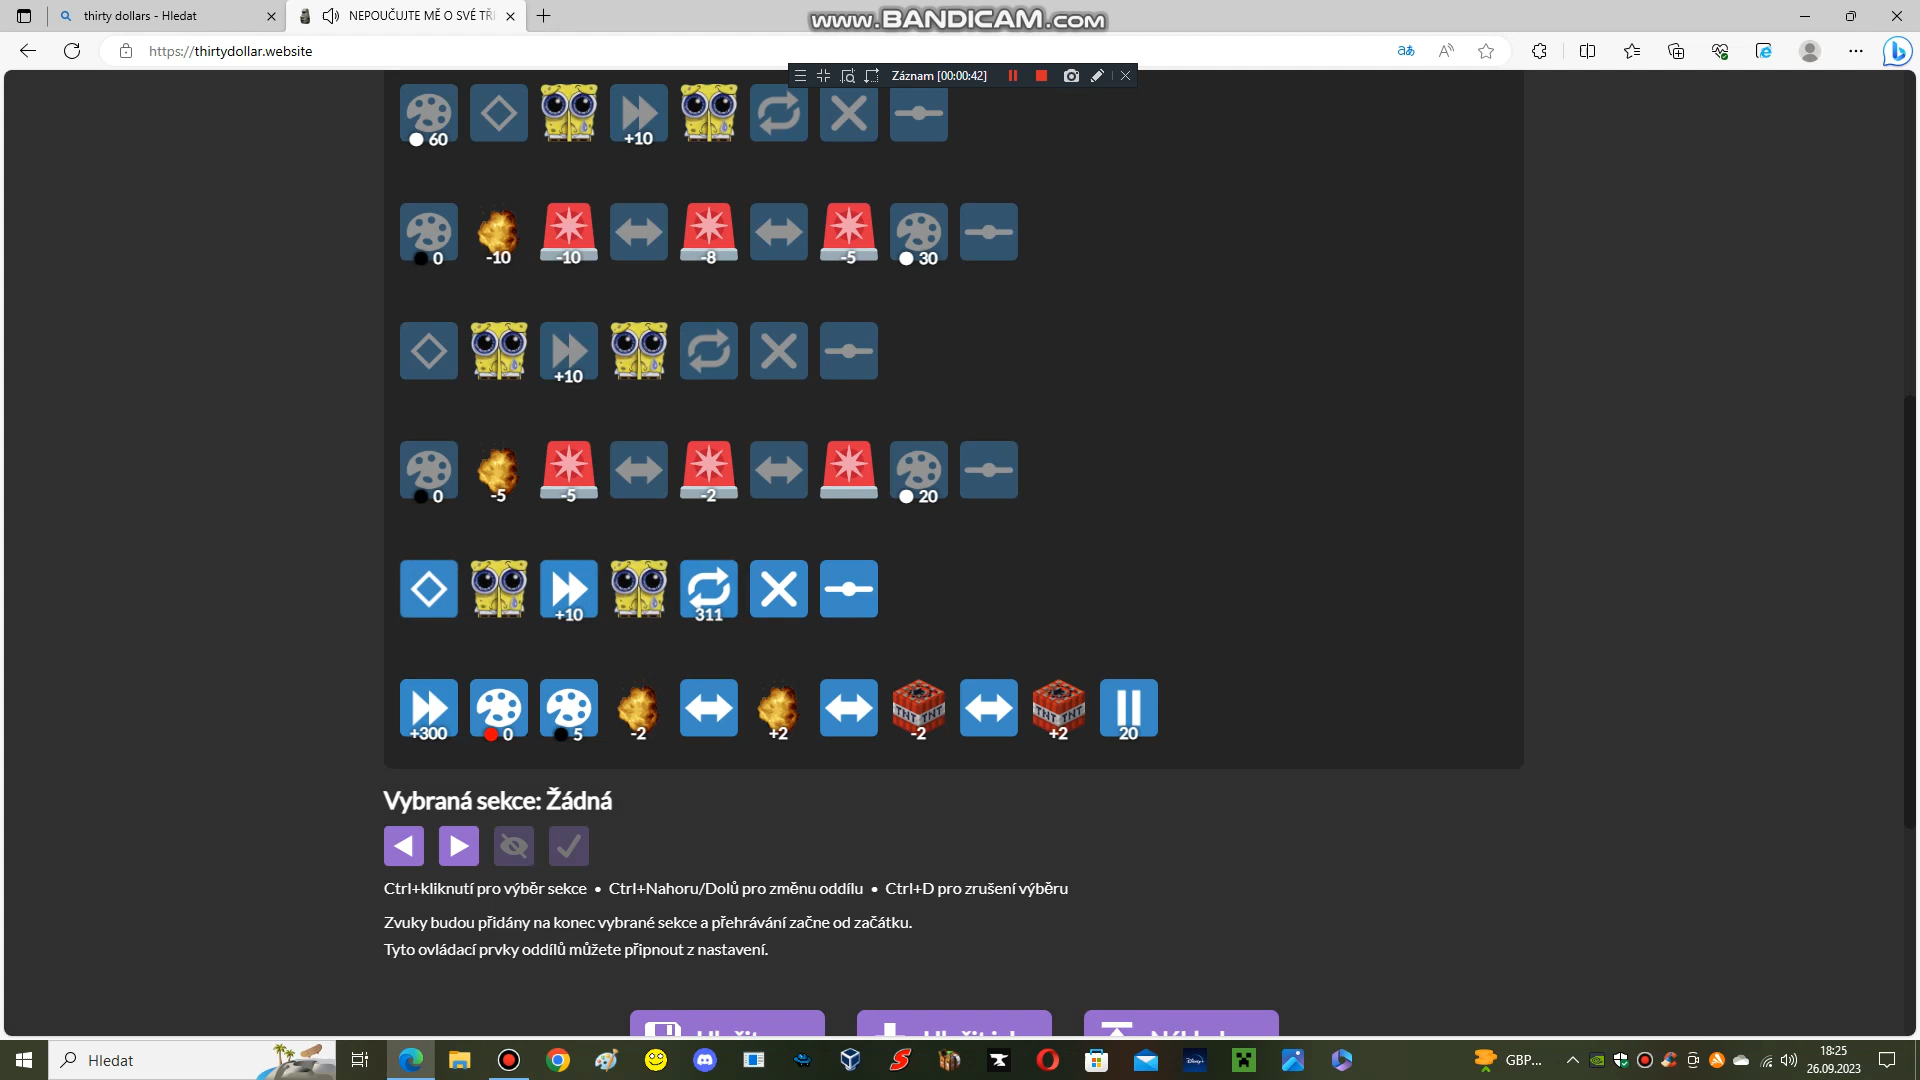 thirty dollars - Hledat
NEPOUČUJTE MĚ O SVÉ TŘI
www.BANDICAM.com
https://thirtydollar.website
Záznam [00:00:42]
60
+10
0
-10
-10
-8
-5
30
+10
0
-5
-5
-2
20
+10
311
+300
0
5
-2
+2
TNT
-2
TNT
+2
20
Vybraná sekce: Žádná
Ctrl+kliknutí pro výběr sekce • Ctrl+Nahoru/Dolů pro změnu oddílu • Ctrl+D pro zrušení výběru
Zvuky budou přidány na konec vybrané sekce a přehrávání začne od začátku.
Tyto ovládací prvky oddílů můžete připnout z nastavení.
Hledat
GBP...
18:25
26.09.2023